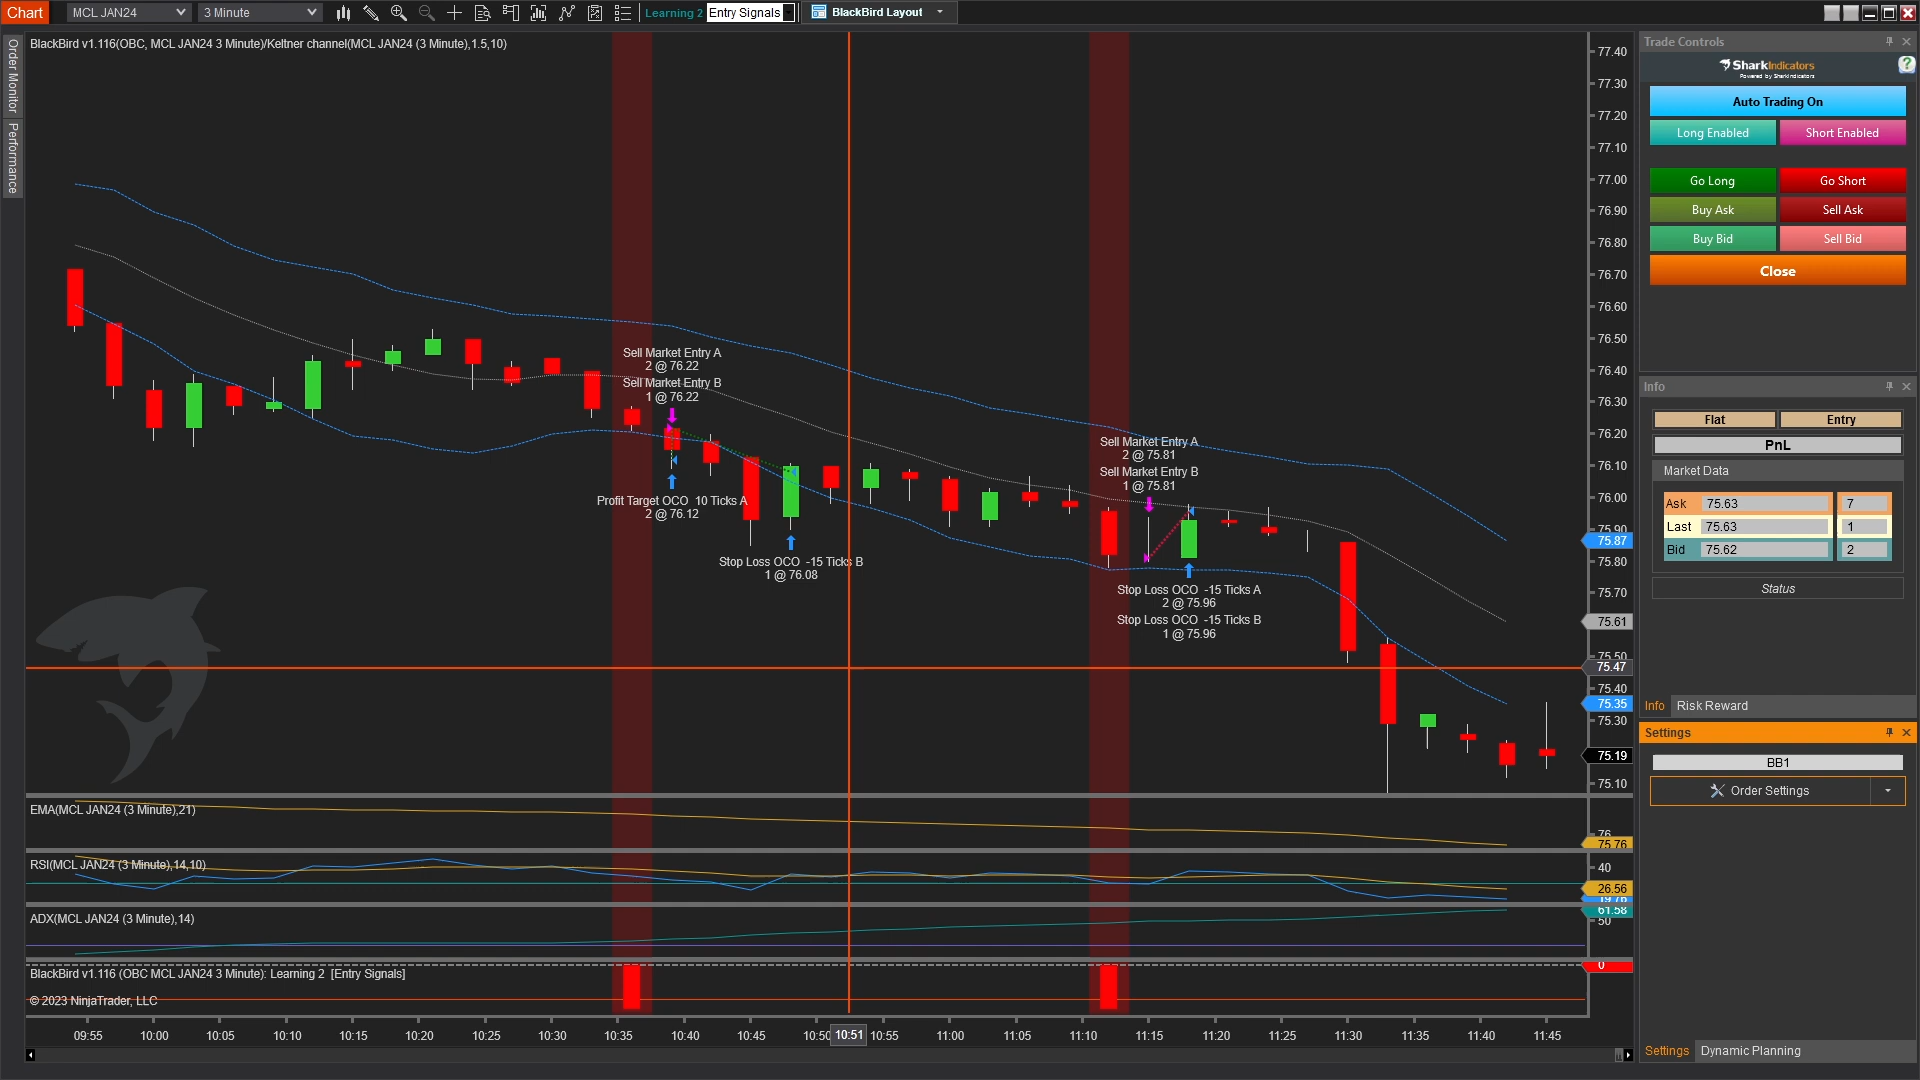 Chart
MCL JAN24
3 Minute
Learning 2
Entry Signals
BlackBird Layout
Order Monitor
Performance
BlackBird v1.116(OBC, MCL JAN24 3 Minute)/Keltner channel(MCL JAN24 (3 Minute),1.5,10)
Sell Market Entry A
2 @ 76.22
Sell Market Entry B
1 @ 76.22
Profit Target OCO  10 Ticks A
2 @ 76.12
Stop Loss OCO  -15 Ticks B
1 @ 76.08
Sell Market Entry A
2 @ 75.81
Sell Market Entry B
1 @ 75.81
Stop Loss OCO  -15 Ticks A
2 @ 75.96
Stop Loss OCO  -15 Ticks B
1 @ 75.96
77.40
77.30
77.20
77.10
77.00
76.90
76.80
76.70
76.60
76.50
76.40
76.30
76.20
76.10
76.00
75.90
75.87
75.80
75.70
75.61
75.50
75.47
75.40
75.35
75.30
75.19
75.10
EMA(MCL JAN24 (3 Minute),21)
76
75.76
RSI(MCL JAN24 (3 Minute),14,10)
40
26.56
19.76
ADX(MCL JAN24 (3 Minute),14)
61.58
50
BlackBird v1.116 (OBC MCL JAN24 3 Minute): Learning 2  [Entry Signals]
0
© 2023 NinjaTrader, LLC
09:55 10:00 10:05 10:10 10:15 10:20 10:25 10:30 10:35 10:40 10:45 10:50 10:51 10:55 11:00 11:05 11:10 11:15 11:20 11:25 11:30 11:35 11:40 11:45
Trade Controls
SharkIndicators
Powered by SharkIndicators
?
Auto Trading On
Long Enabled
Short Enabled
Go Long
Go Short
Buy Ask
Sell Ask
Buy Bid
Sell Bid
Close
Info
Flat
Entry
PnL
Market Data
Ask 75.63 7
Last 75.63 1
Bid 75.62 2
Status
Info
Risk Reward
Settings
BB1
Order Settings
Settings
Dynamic Planning